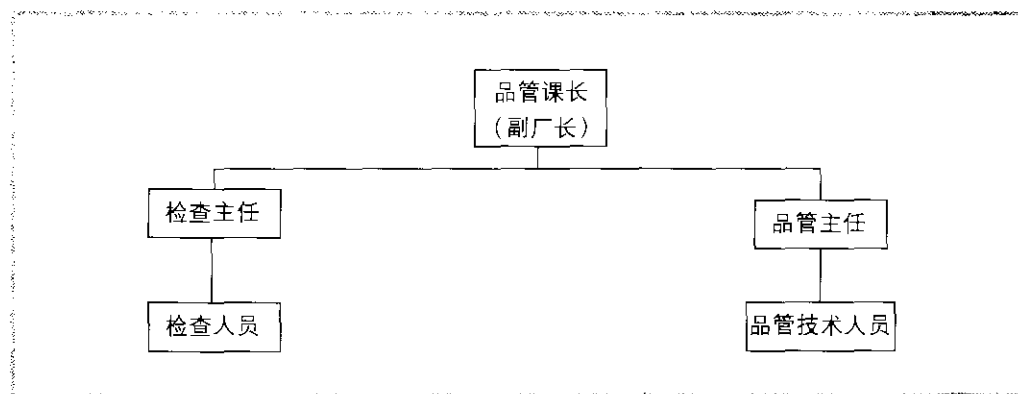 品管课长
（副厂长）
检查主任
品管主任
检查人员
品管技术人员